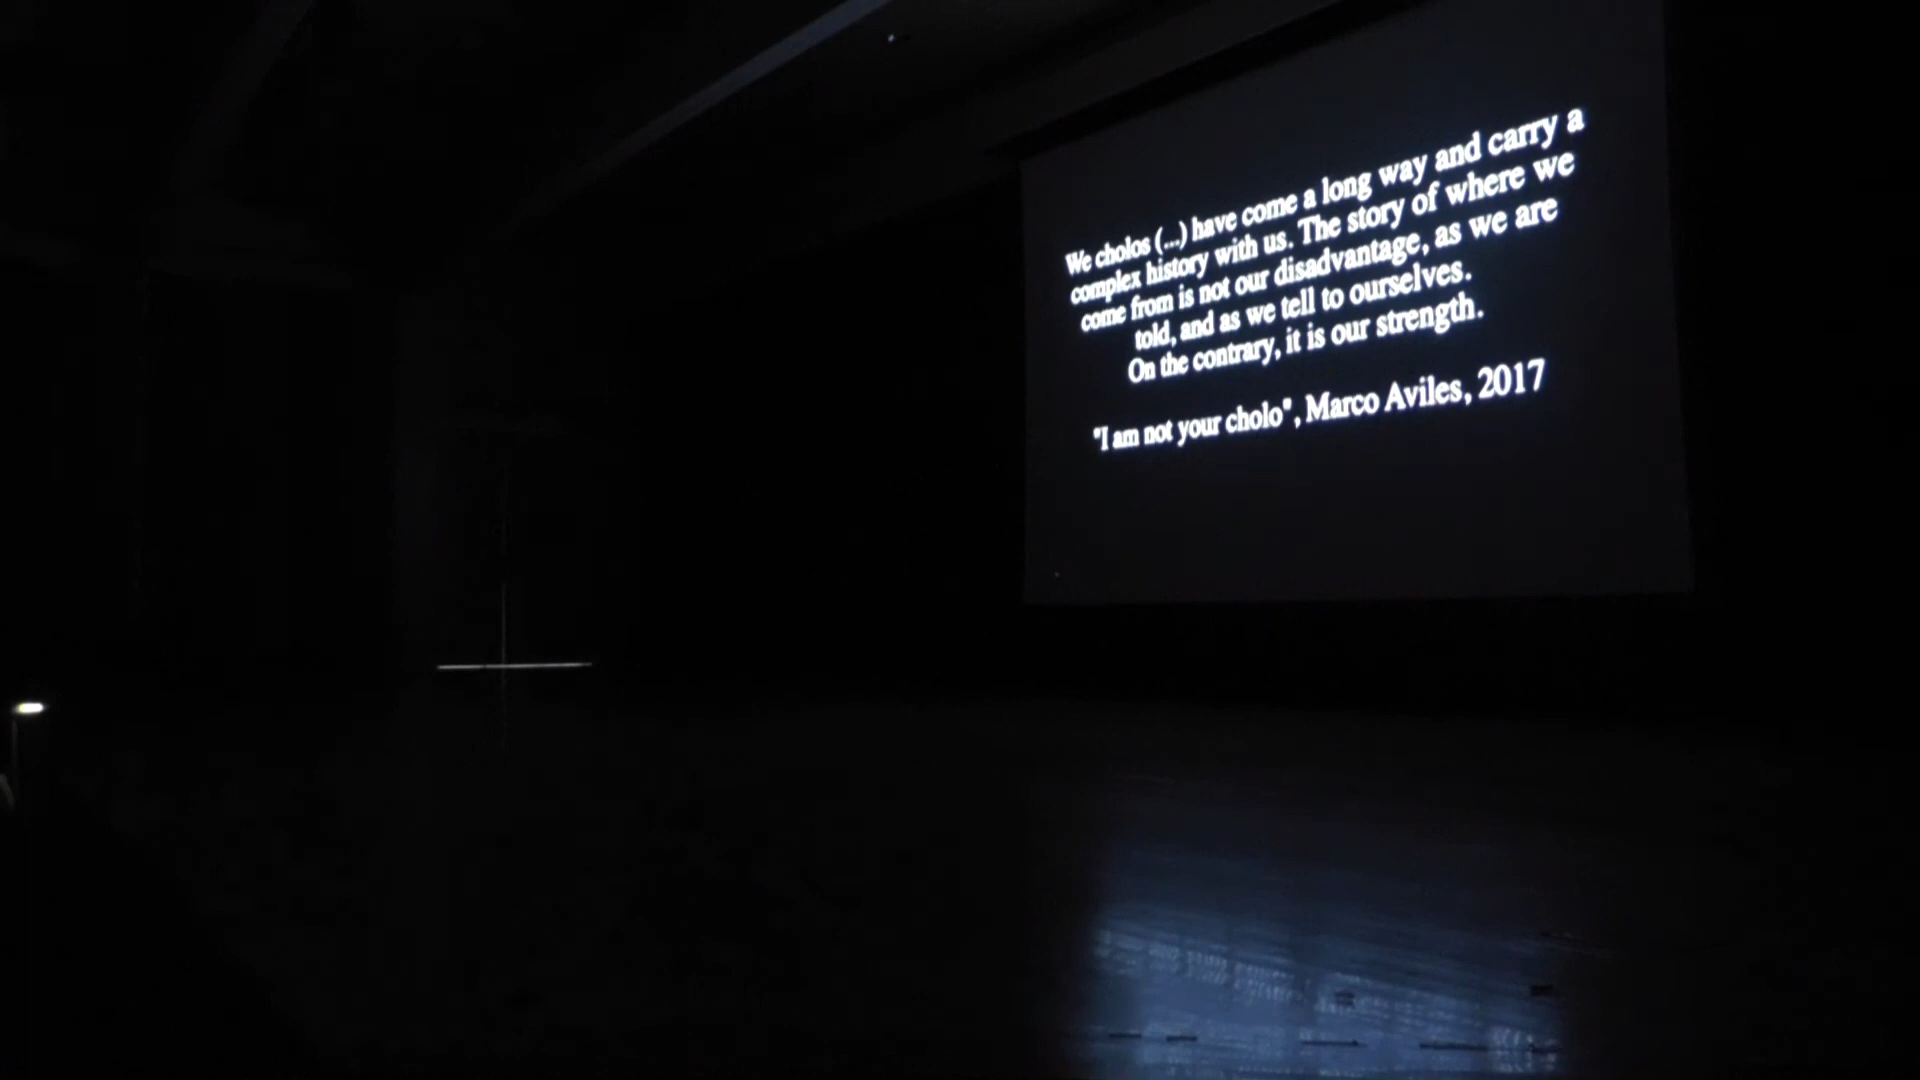 We cholos (...) have come a long way and carry a
complex history with us. The story of where we
come from is not our disadvantage, as we are
told, and as we tell to ourselves.
On the contrary, it is our strength.
"I am not your cholo", Marco Aviles, 2017